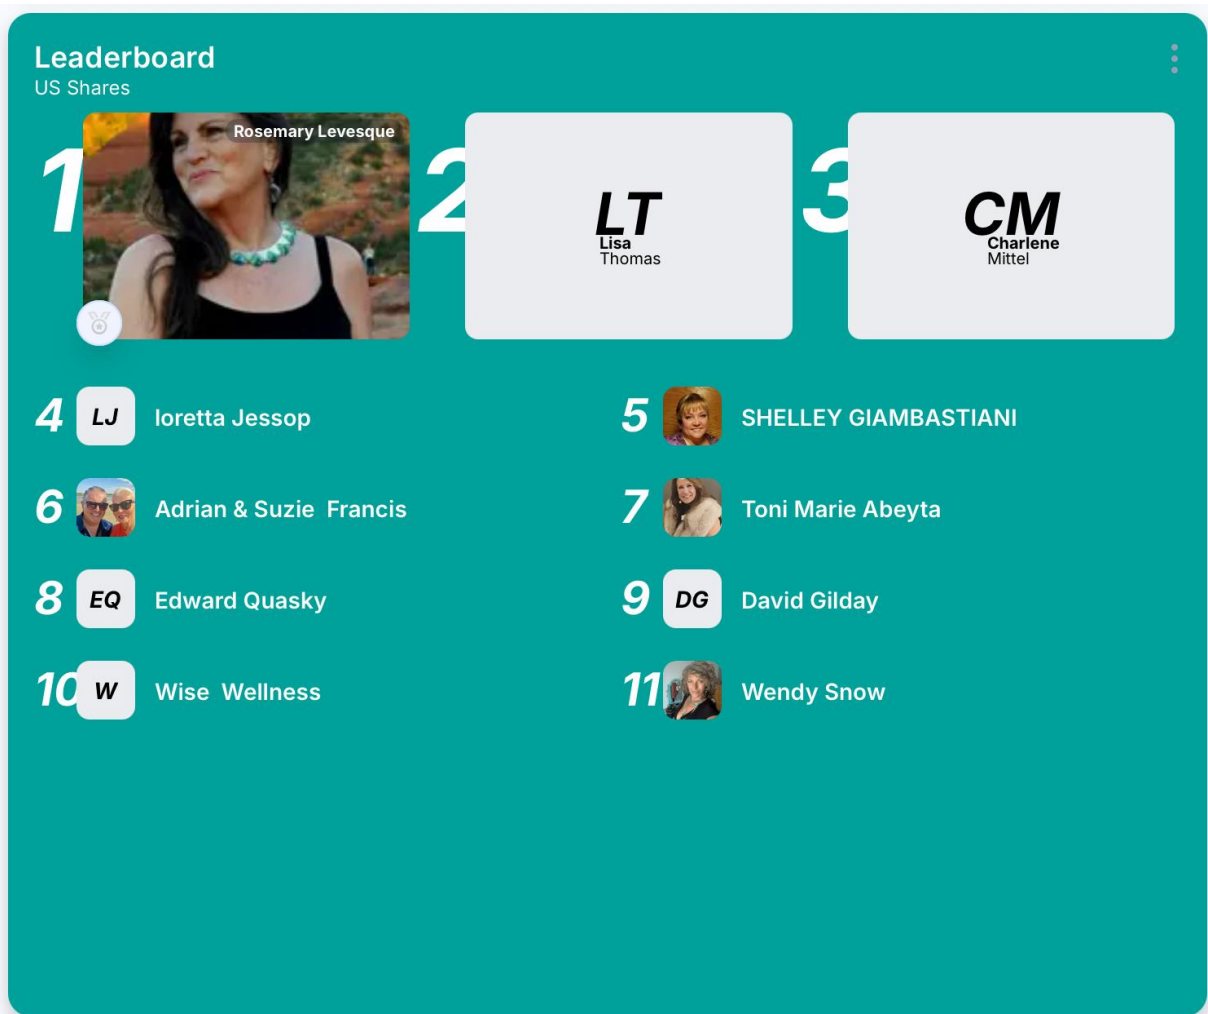 Leaderboard
US Shares
1
Rosemary Levesque
2
LT
Lisa
Thomas
3
CM
Charlene
Mittel
4 LJ loretta Jessop
5 SHELLEY GIAMBASTIANI
6 Adrian & Suzie  Francis
7 Toni Marie Abeyta
8 EQ Edward Quasky
9 DG David Gilday
10 W Wise  Wellness
11 Wendy Snow